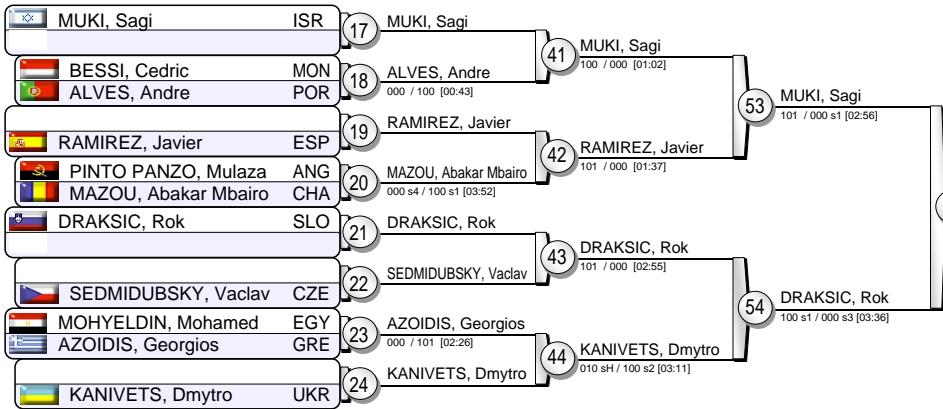 MUKI, Sagi ISR
BESSI, Cedric MON
ALVES, Andre POR
RAMIREZ, Javier ESP
PINTO PANZO, Mulaza ANG
MAZOU, Abakar Mbairo CHA
DRAKSIC, Rok SLO
SEDMIDUBSKY, Vaclav CZE
MOHYELDIN, Mohamed EGY
AZOIDIS, Georgios GRE
KANIVETS, Dmytro UKR
17 MUKI, Sagi
18 ALVES, Andre
000 / 100 [00:43]
19 RAMIREZ, Javier
20 MAZOU, Abakar Mbairo
000 s4 / 100 s1 [03:52]
21 DRAKSIC, Rok
22 SEDMIDUBSKY, Vaclav
23 AZOIDIS, Georgios
000 / 101 [02:26]
24 KANIVETS, Dmytro
41 MUKI, Sagi
100 / 000 [01:02]
42 RAMIREZ, Javier
101 / 000 [01:37]
43 DRAKSIC, Rok
101 / 000 [02:55]
44 KANIVETS, Dmytro
010 sH / 100 s2 [03:11]
53 MUKI, Sagi
101 / 000 s1 [02:56]
54 DRAKSIC, Rok
100 s1 / 000 s3 [03:36]